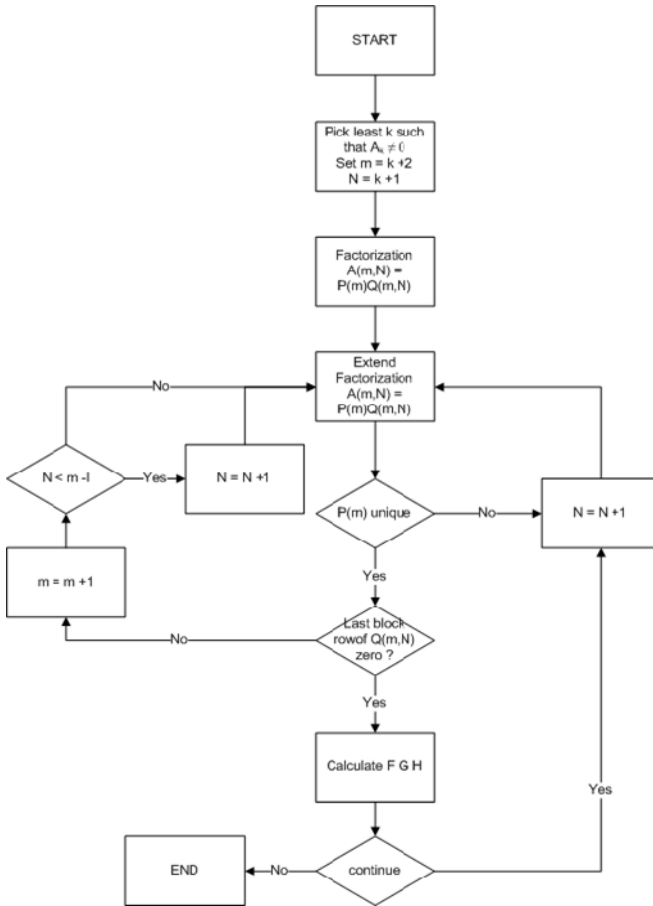 START
Pick least k such
that Aₖ ≠ 0
Set m = k +2
N = k +1
Factorization
A(m,N) =
P(m)Q(m,N)
Extend
Factorization
A(m,N) =
P(m)Q(m,N)
No
N < m -I
Yes
N = N +1
P(m) unique
No
N = N +1
m = m +1
Yes
No
Last block
rowof Q(m,N)
zero ?
Yes
Calculate F G H
Yes
END
No
continue